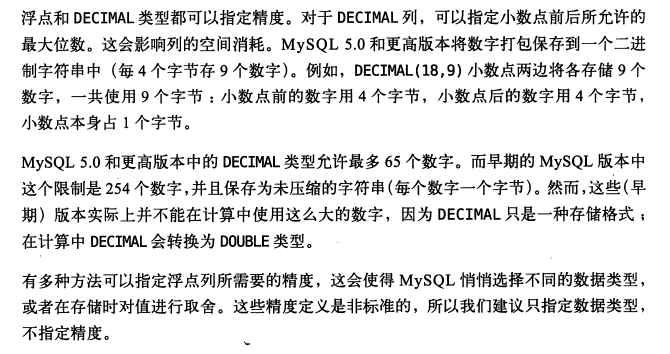 浮点和 DECIMAL 类型都可以指定精度。对于 DECIMAL 列，可以指定小数点前后所允许的
最大位数。这会影响列的空间消耗。MySQL 5.0 和更高版本将数字打包保存到一个二进
制字符串中（每 4 个字节存 9 个数字）。例如，DECIMAL(18,9) 小数点两边将各存储 9 个
数字，一共使用 9 个字节：小数点前的数字用 4 个字节，小数点后的数字用 4 个字节，
小数点本身占 1 个字节。
MySQL 5.0 和更高版本中的 DECIMAL 类型允许最多 65 个数字。而早期的 MySQL 版本中
这个限制是 254 个数字，并且保存为未压缩的字符串（每个数字一个字节）。然而，这些（早
期）版本实际上并不能在计算中使用这么大的数字，因为 DECIMAL 只是一种存储格式；
在计算中 DECIMAL 会转换为 DOUBLE 类型。
有多种方法可以指定浮点列所需要的精度，这会使得 MySQL 悄悄选择不同的数据类型，
或者在存储时对值进行取舍。这些精度定义是非标准的，所以我们建议只指定数据类型，
不指定精度。